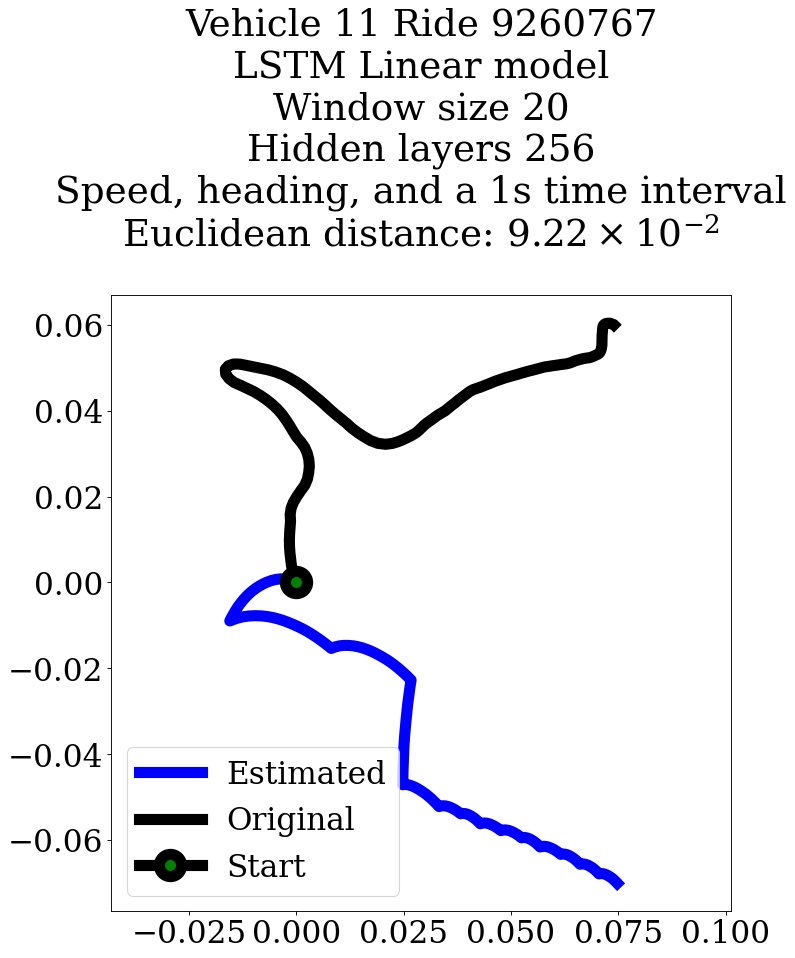 Vehicle 11 Ride 9260767
LSTM Linear model
Window size 20
Hidden layers 256
Speed, heading, and a 1s time interval
Euclidean distance: 9.22 × 10⁻²
0.06
0.04
0.02
0.00
−0.02
−0.04
−0.06
Estimated
Original
Start
−0.025 0.000 0.025 0.050 0.075 0.100